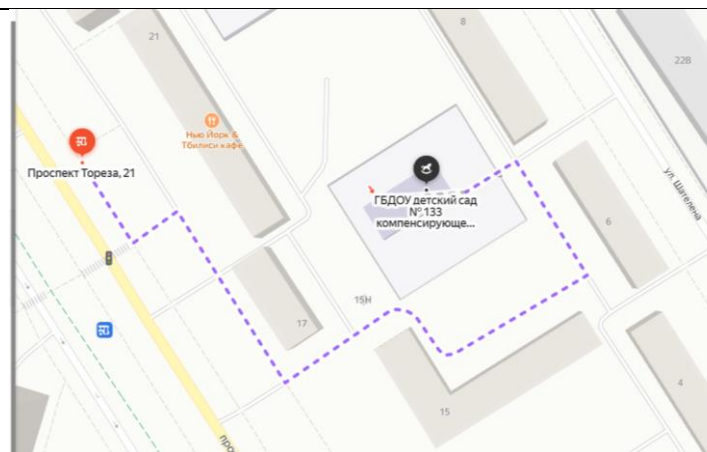 8
21
22В
Нью Йорк &
Тбилиси кафе
Проспект Тореза, 21
ГБДОУ детский сад
№ 133
компенсирующе...
ул. Шателена
6
15Н
17
4
15